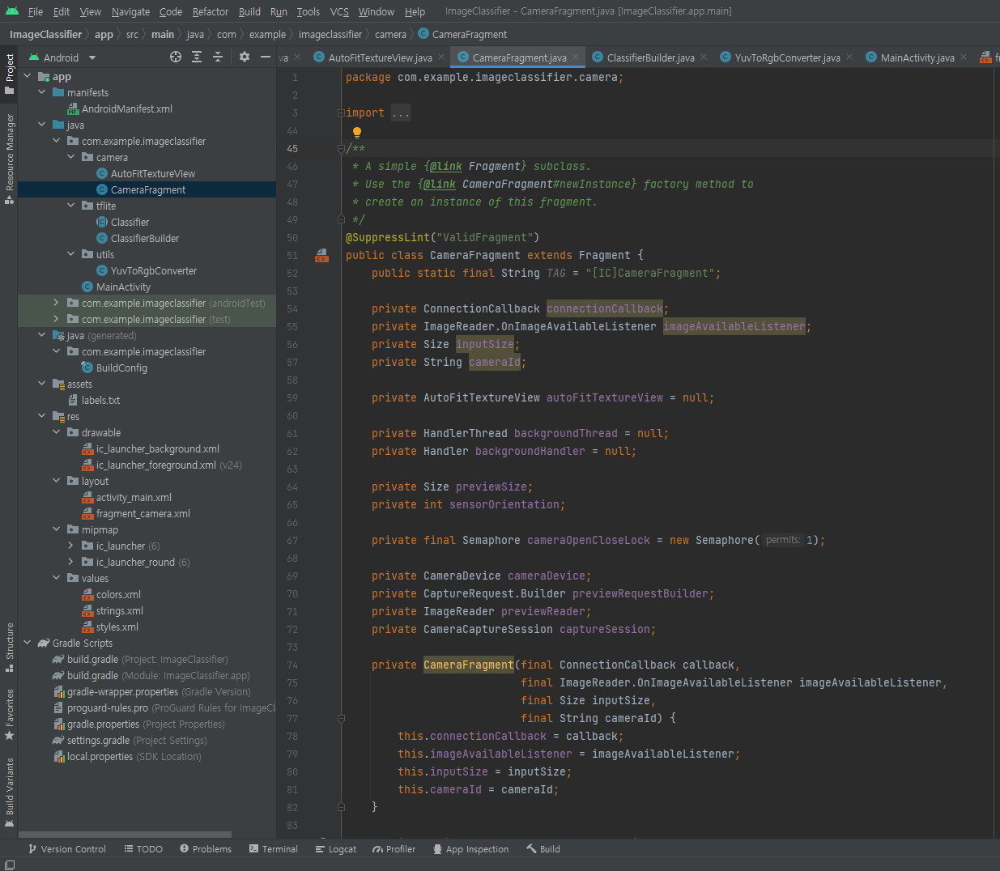 File Edit View Navigate Code Refactor Build Run Tools VCS Window Help ImageClassifier - CameraFragment.java [ImageClassifier.app.main]
ImageClassifier app src main java com example imageclassifier camera CameraFragment
Project
Resource Manager
Structure
Favorites
Build Variants
Android
app
manifests
AndroidManifest.xml
java
com.example.imageclassifier
camera
AutoFitTextureView
CameraFragment
tflite
Classifier
ClassifierBuilder
utils
YuvToRgbConverter
MainActivity
com.example.imageclassifier (androidTest)
com.example.imageclassifier (test)
java (generated)
com.example.imageclassifier
BuildConfig
assets
labels.txt
res
drawable
ic_launcher_background.xml
ic_launcher_foreground.xml (v24)
layout
activity_main.xml
fragment_camera.xml
mipmap
ic_launcher (6)
ic_launcher_round (6)
values
colors.xml
strings.xml
styles.xml
Gradle Scripts
build.gradle (Project: ImageClassifier)
build.gradle (Module: ImageClassifier.app)
gradle-wrapper.properties (Gradle Version)
proguard-rules.pro (ProGuard Rules for ImageCl
gradle.properties (Project Properties)
settings.gradle (Project Settings)
local.properties (SDK Location)
va AutoFitTextureView.java CameraFragment.java ClassifierBuilder.java YuvToRgbConverter.java MainActivity.java fr
1 package com.example.imageclassifier.camera;
2
3 import ...
44
45 /**
46 * A simple {@link Fragment} subclass.
47 * Use the {@link CameraFragment#newInstance} factory method to
48 * create an instance of this fragment.
49 */
50 @SuppressLint("ValidFragment")
51 public class CameraFragment extends Fragment {
52 public static final String TAG = "[IC]CameraFragment";
53
54 private ConnectionCallback connectionCallback;
55 private ImageReader.OnImageAvailableListener imageAvailableListener;
56 private Size inputSize;
57 private String cameraId;
58
59 private AutoFitTextureView autoFitTextureView = null;
60
61 private HandlerThread backgroundThread = null;
62 private Handler backgroundHandler = null;
63
64 private Size previewSize;
65 private int sensorOrientation;
66
67 private final Semaphore cameraOpenCloseLock = new Semaphore( permits: 1);
68
69 private CameraDevice cameraDevice;
70 private CaptureRequest.Builder previewRequestBuilder;
71 private ImageReader previewReader;
72 private CameraCaptureSession captureSession;
73
74 private CameraFragment(final ConnectionCallback callback,
75 final ImageReader.OnImageAvailableListener imageAvailableListener,
76 final Size inputSize,
77 final String cameraId) {
78 this.connectionCallback = callback;
79 this.imageAvailableListener = imageAvailableListener;
80 this.inputSize = inputSize;
81 this.cameraId = cameraId;
82 }
83
Version Control TODO Problems Terminal Logcat Profiler App Inspection Build